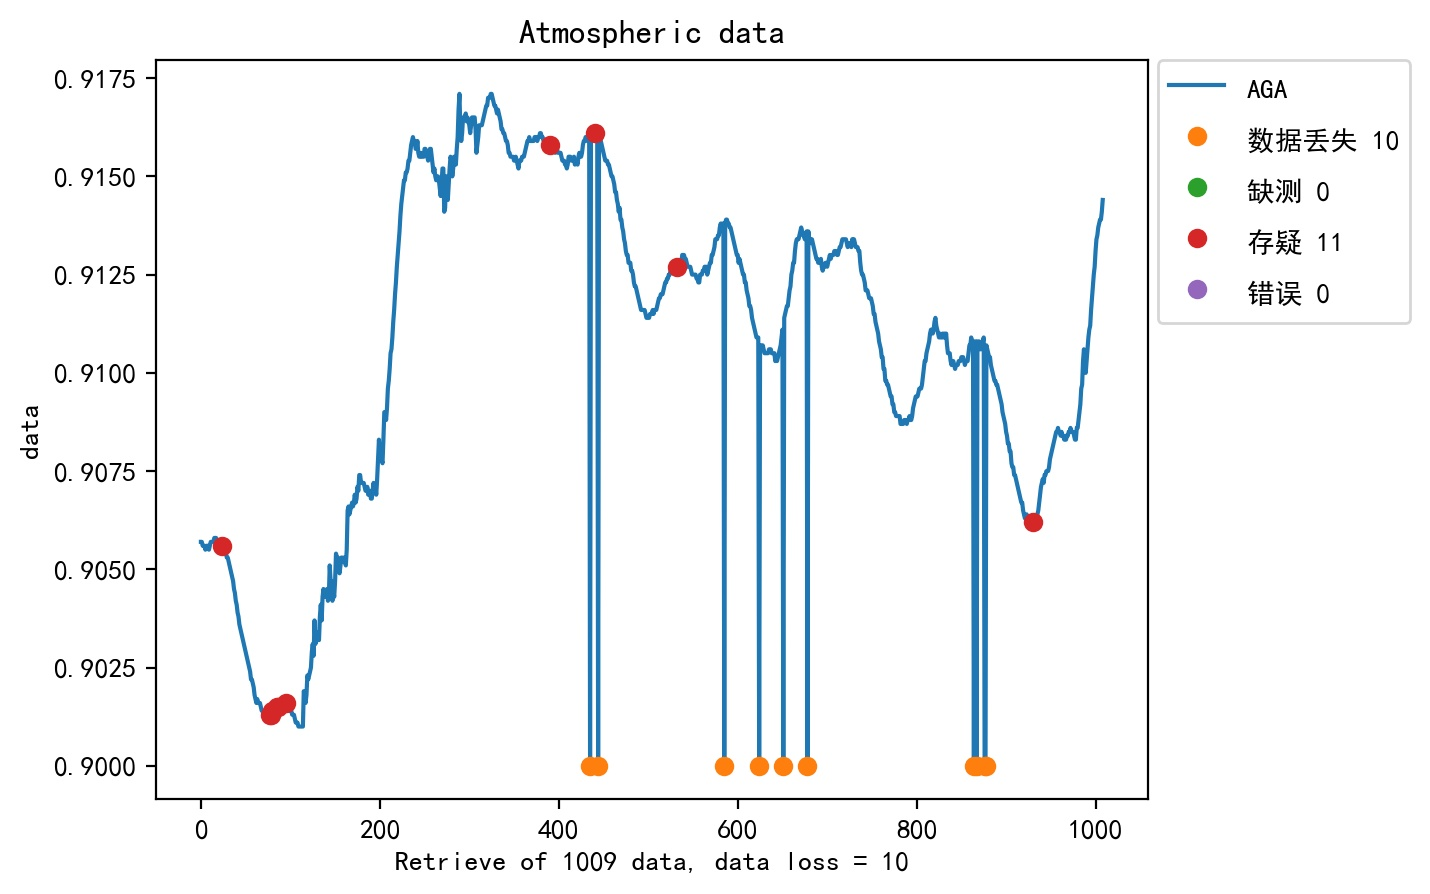 Atmospheric data
0.9175
0.9150
0.9125
0.9100
0.9075
0.9050
0.9025
0.9000
data
0 200 400 600 800 1000
Retrieve of 1009 data, data loss = 10
AGA
数据丢失 10
缺测 0
存疑 11
错误 0